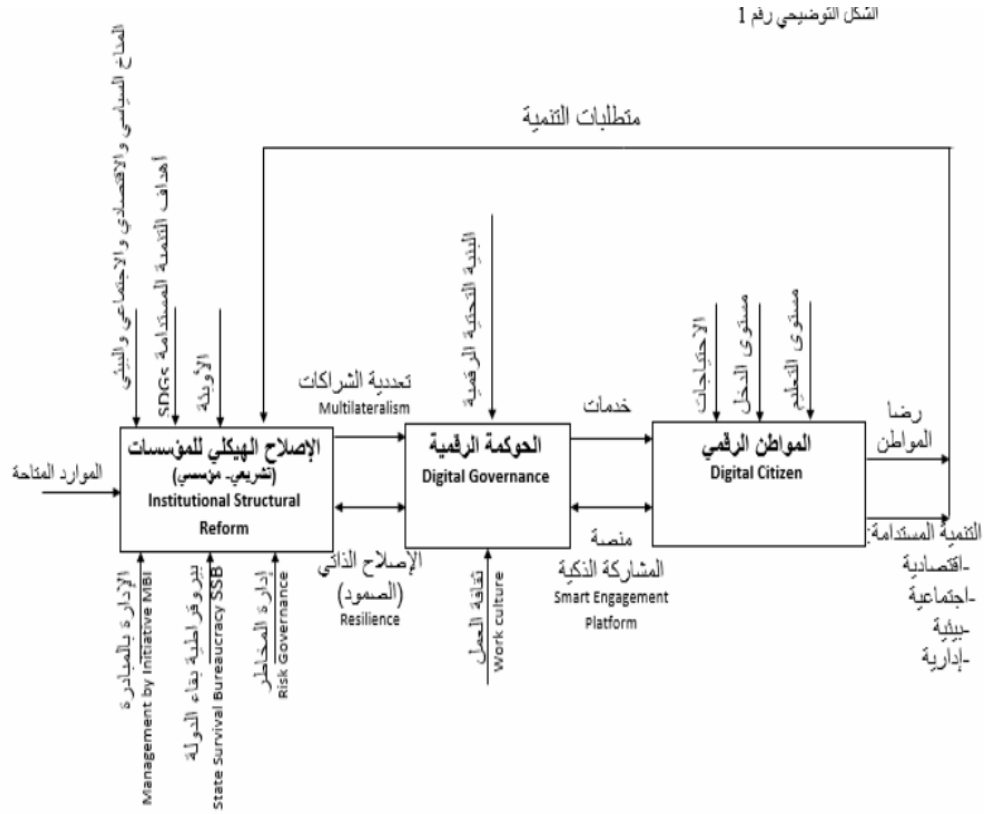 الشكل التوضيحي رقم 1
متطلبات التنمية
المناخ السياسي والاقتصادي والاجتماعي والبيئي
أهداف التنمية المستدامة SDGs
الأوبئة
الموارد المتاحة
الإصلاح الهيكلي للمؤسسات
(تشريعي- مؤسسي)
Institutional Structural
Reform
الإدارة بالمبادرة
Management by Initiative MBI
بيروقراطية بقاء الدولة
State Survival Bureaucracy SSB
إدارة المخاطر
Risk Governance
تعددية الشراكات
Multilateralism
الإصلاح الذاتي
(الصمود)
Resilience
البنية التحتية الرقمية
الحوكمة الرقمية
Digital Governance
ثقافة العمل
Work culture
خدمات
منصة
المشاركة الذكية
Smart Engagement
Platform
الاحتياجات
مستوى الدخل
مستوى التعليم
المواطن الرقمي
Digital Citizen
رضا
المواطن
التنمية المستدامة:
-اقتصادية
-اجتماعية
-بيئية
-إدارية